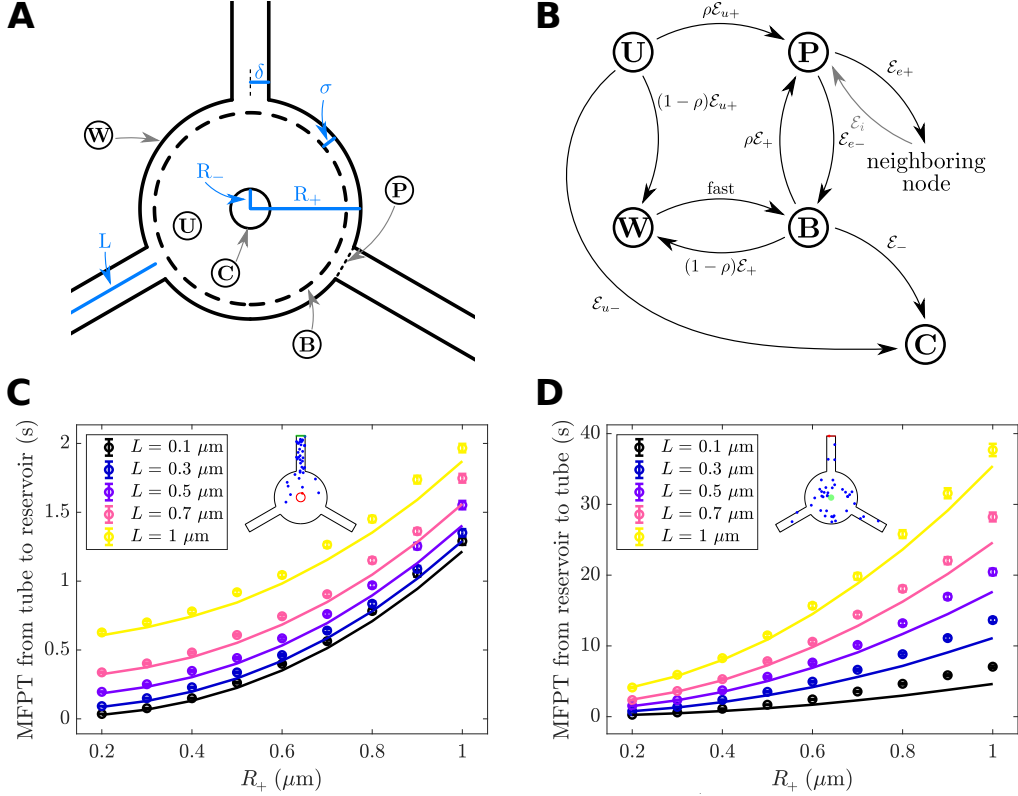 A
δ
σ
W
R−
R+
P
U
L
C
B
B
U
P
W
B
C
ρℰu+
(1 − ρ)ℰu+
ρℰ+
ℰe−
ℰe+
ℰi
neighboring
node
fast
(1 − ρ)ℰ+
ℰ−
ℰu−
C
MFPT from tube to reservoir (s)
2
1.5
1
0.5
0
L = 0.1 μm
L = 0.3 μm
L = 0.5 μm
L = 0.7 μm
L = 1 μm
0.2 0.4 0.6 0.8 1
R+ (μm)
D
MFPT from reservoir to tube (s)
40
30
20
10
0
L = 0.1 μm
L = 0.3 μm
L = 0.5 μm
L = 0.7 μm
L = 1 μm
0.2 0.4 0.6 0.8 1
R+ (μm)